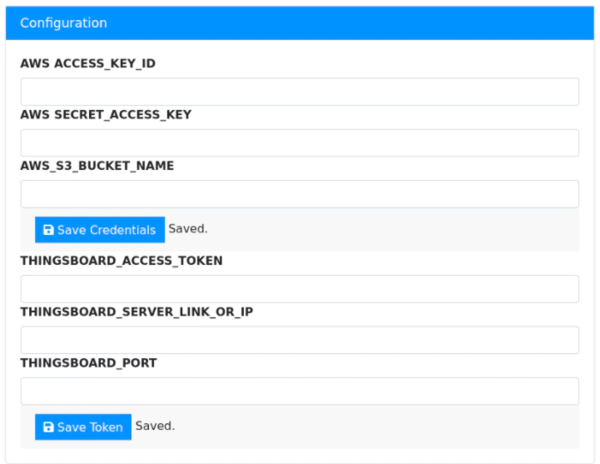 Configuration
AWS ACCESS_KEY_ID
AWS SECRET_ACCESS_KEY
AWS_S3_BUCKET_NAME
Save Credentials Saved.
THINGSBOARD_ACCESS_TOKEN
THINGSBOARD_SERVER_LINK_OR_IP
THINGSBOARD_PORT
Save Token Saved.